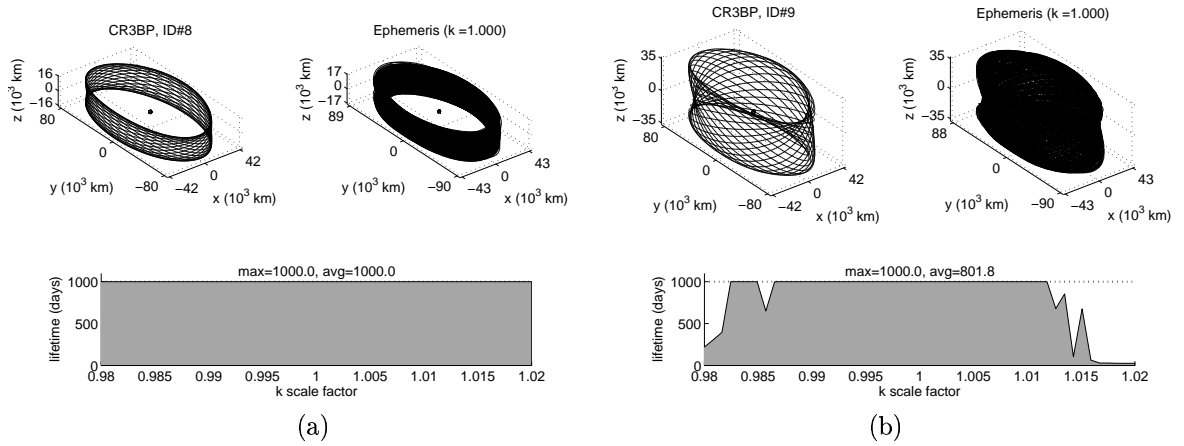 CR3BP, ID#8
16
0
−16
80
z (10³ km)
0
−80
y (10³ km)
−42
0
42
x (10³ km)
Ephemeris (k =1.000)
17
0
−17
89
z (10³ km)
0
−90
y (10³ km)
−43
0
43
x (10³ km)
max=1000.0, avg=1000.0
1000
500
0
lifetime (days)
0.98 0.985 0.99 0.995 1 1.005 1.01 1.015 1.02
k scale factor
(a)
CR3BP, ID#9
35
0
−35
80
z (10³ km)
0
−80
y (10³ km)
−42
0
42
x (10³ km)
Ephemeris (k =1.000)
35
0
−35
88
z (10³ km)
0
−90
y (10³ km)
−43
0
43
x (10³ km)
max=1000.0, avg=801.8
1000
500
0
lifetime (days)
0.98 0.985 0.99 0.995 1 1.005 1.01 1.015 1.02
k scale factor
(b)